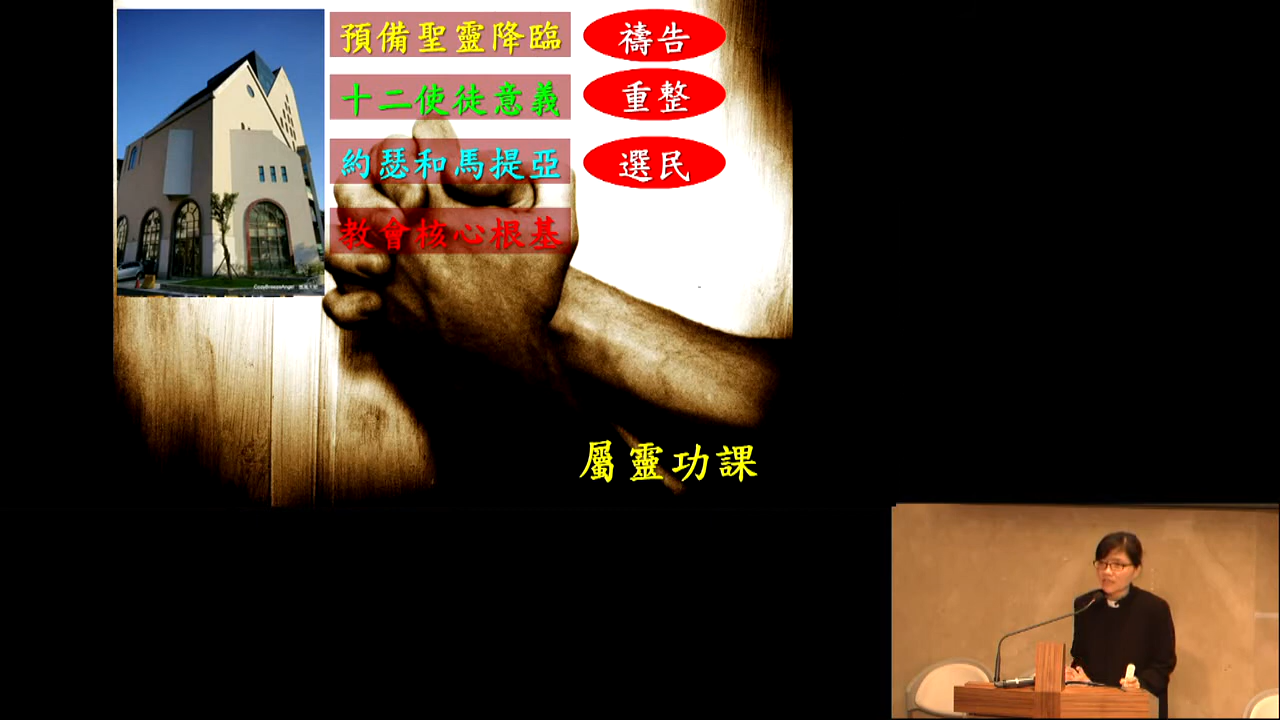 預備聖靈降臨 禱告
十二使徒意義 重整
約瑟和馬提亞 選民
教會核心根基
CozyBreezeAngel
屬靈功課